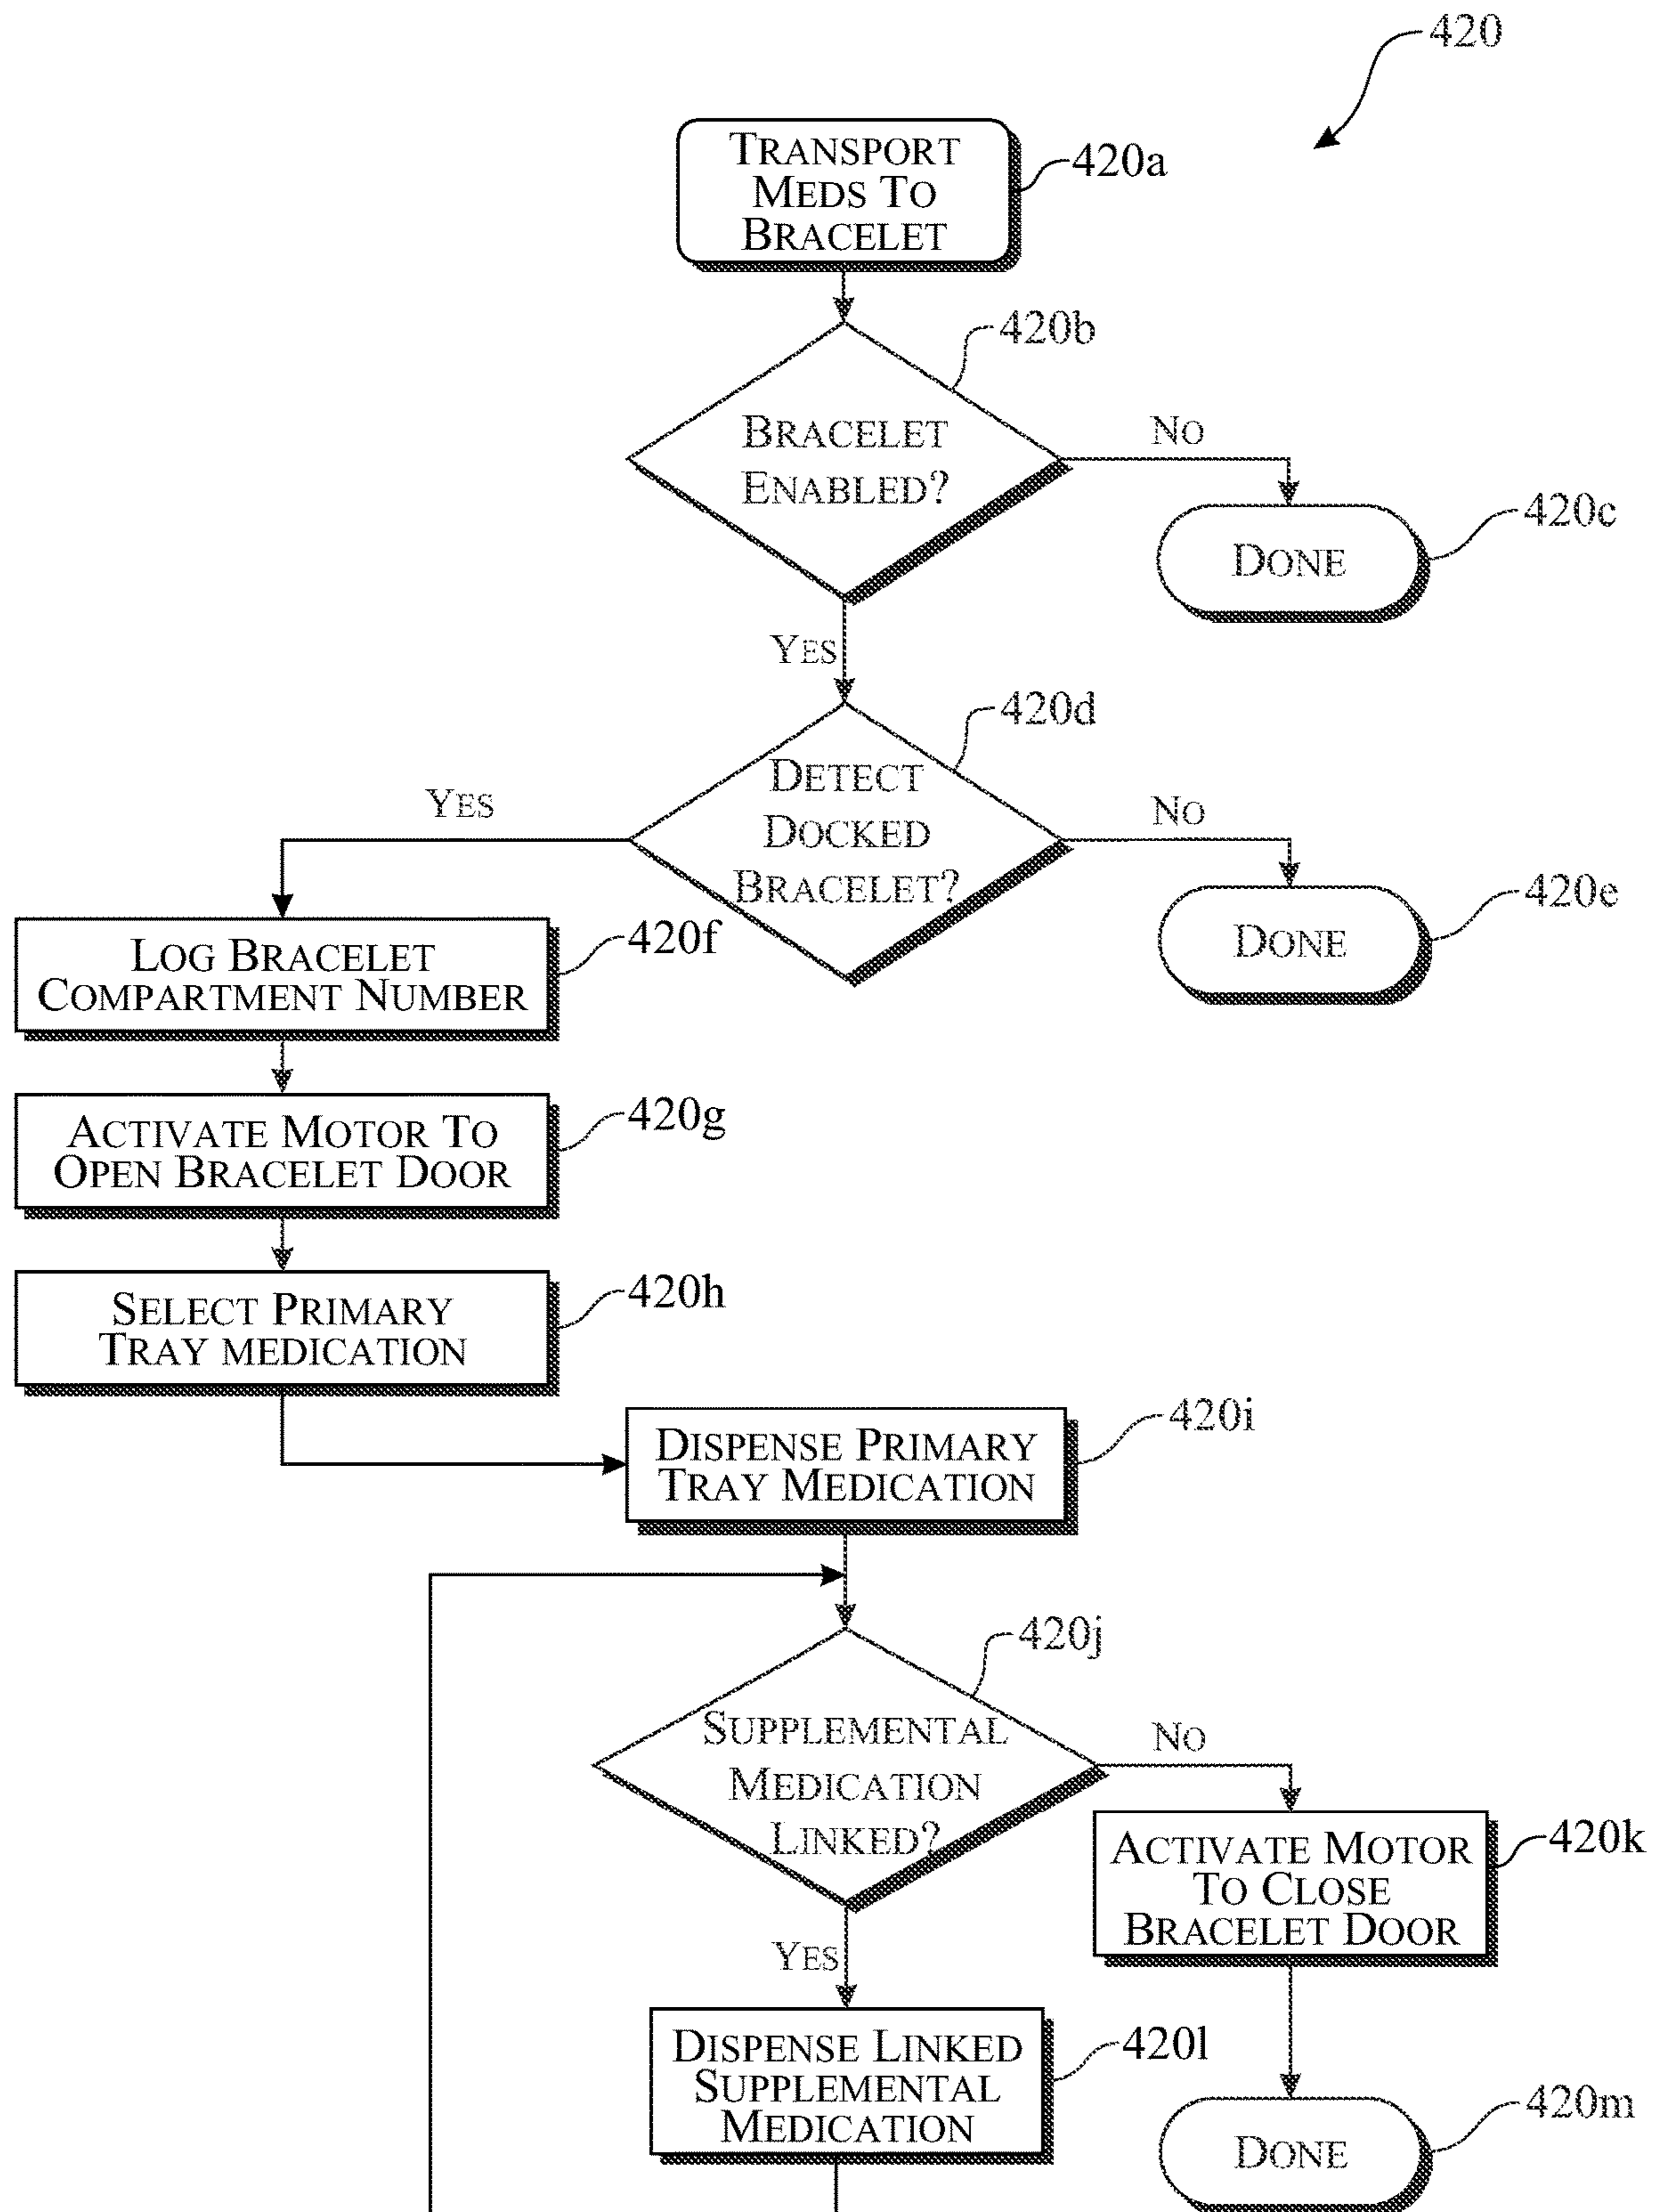 420
TRANSPORT
MEDS TO
BRACELET
420a
420b
BRACELET
ENABLED?
NO
420c
DONE
YES
420d
DETECT
DOCKED
BRACELET?
YES
NO
420e
DONE
LOG BRACELET
COMPARTMENT NUMBER
420f
ACTIVATE MOTOR TO
OPEN BRACELET DOOR
420g
SELECT PRIMARY
TRAY MEDICATION
420h
DISPENSE PRIMARY
TRAY MEDICATION
420i
420j
SUPPLEMENTAL
MEDICATION
LINKED?
NO
ACTIVATE MOTOR
TO CLOSE
BRACELET DOOR
420k
YES
DISPENSE LINKED
SUPPLEMENTAL
MEDICATION
420l
DONE
420m